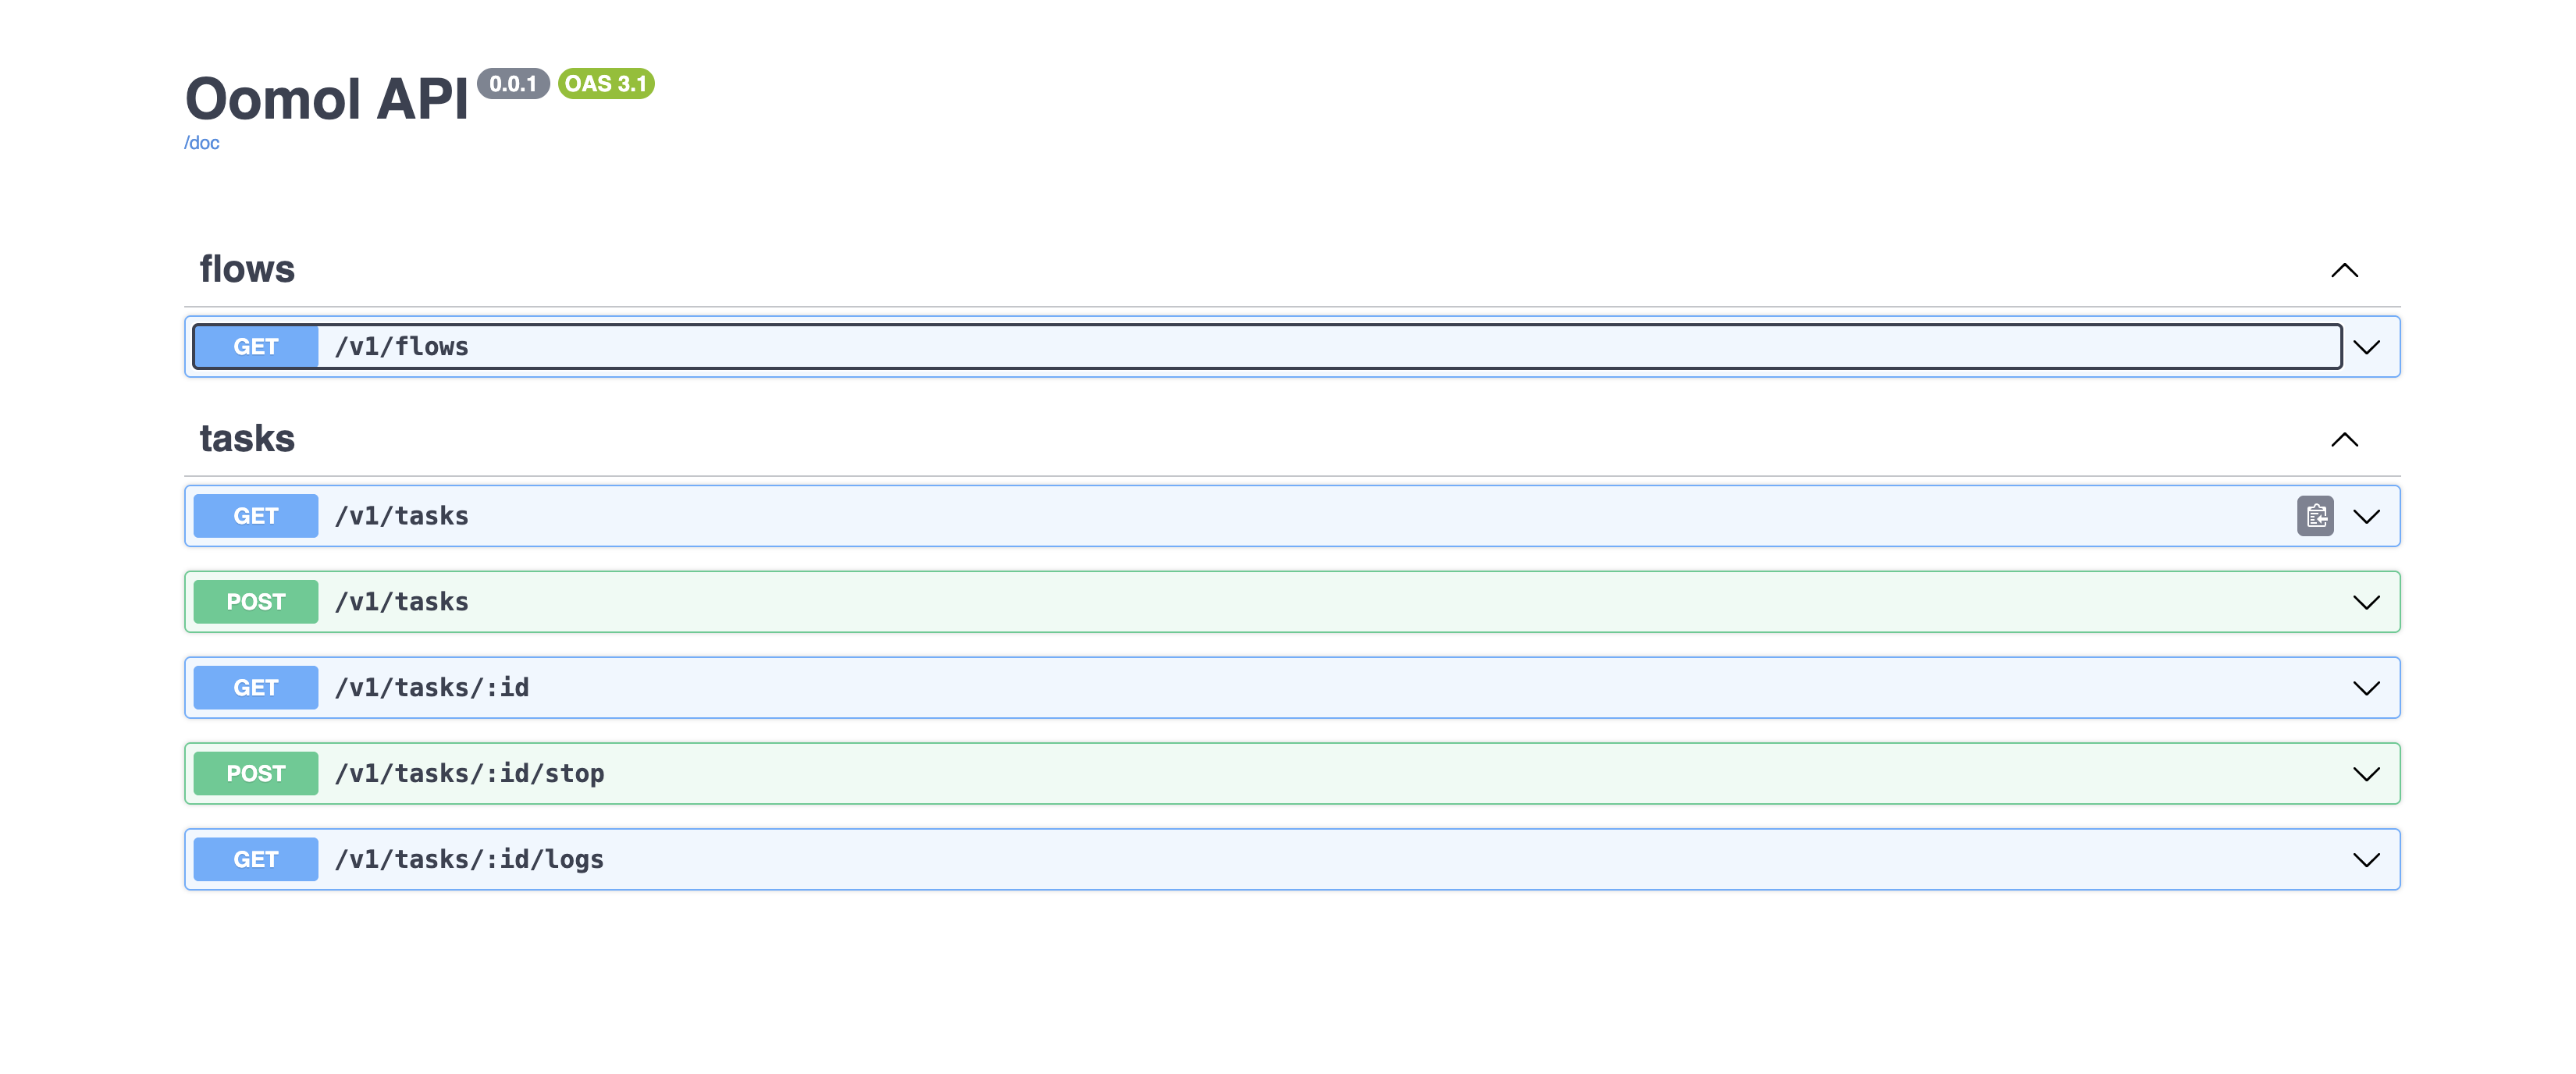 Oomol API 0.0.1 OAS 3.1
/doc
flows
GET /v1/flows
tasks
GET /v1/tasks
POST /v1/tasks
GET /v1/tasks/:id
POST /v1/tasks/:id/stop
GET /v1/tasks/:id/logs